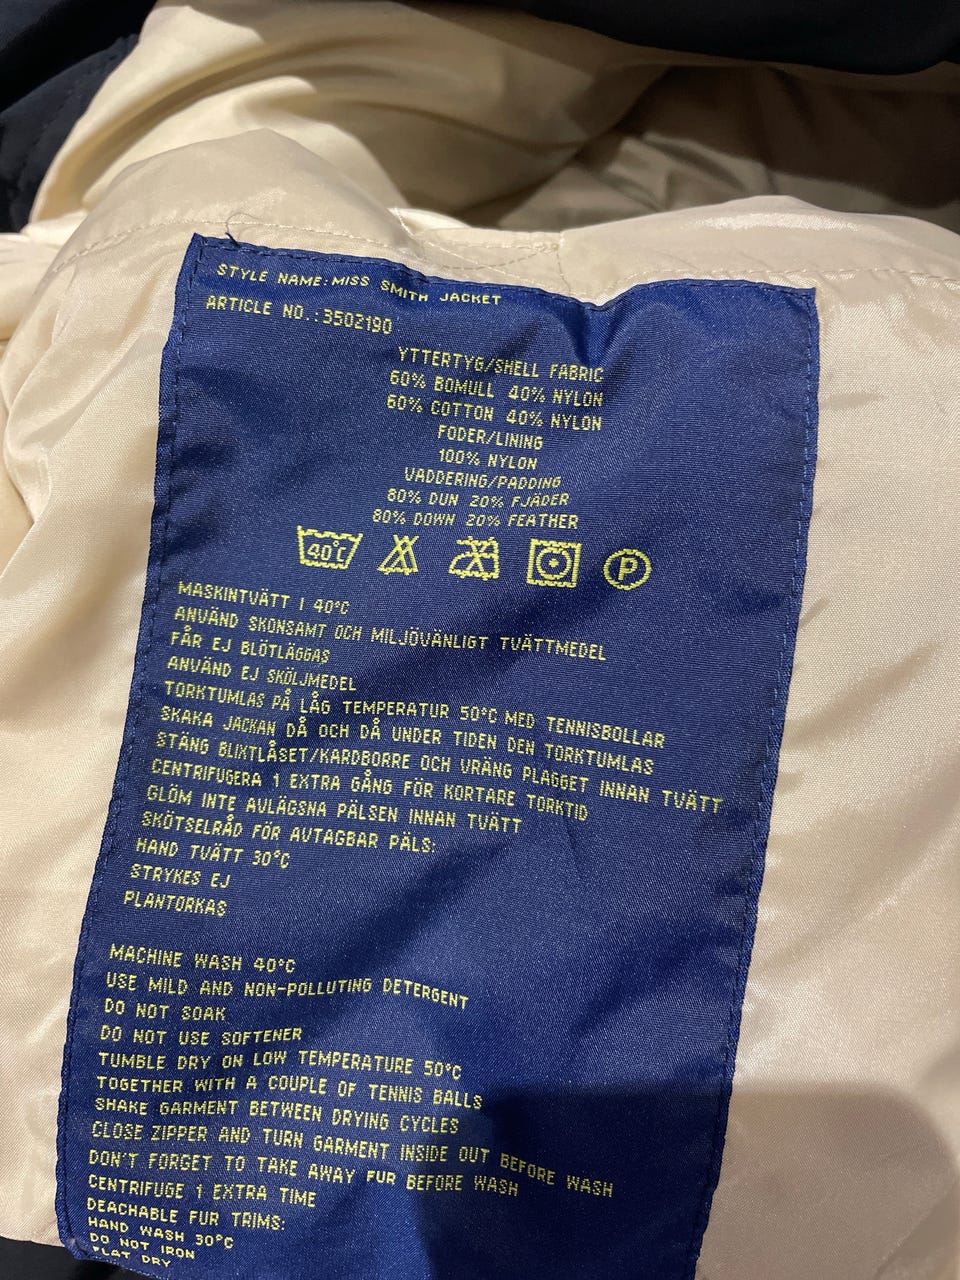 STYLE NAME: MISS SMITH JACKET
ARTICLE NO.: 3502190
YTTERTYG/SHELL FABRIC
60% BOMULL 40% NYLON
60% COTTON 40% NYLON
FODER/LINING
100% NYLON
VADDERING/PADDING
80% DUN 20% FJÄDER
80% DOWN 20% FEATHER
40°C P
MASKINTVÄTT I 40°C
ANVÄND SKONSAMT OCH MILJÖVÄNLIGT TVÄTTMEDEL
FÅR EJ BLÖTLÄGGAS
ANVÄND EJ SKÖLJMEDEL
TORKTUMLAS PÅ LÅG TEMPERATUR 50°C MED TENNISBOLLAR
SKAKA JACKAN DÅ OCH DÅ UNDER TIDEN DEN TORKTUMLAS
STÄNG BLIXTLÅSET/KARDBORRE OCH VRÄNG PLAGGET INNAN TVÄTT
CENTRIFUGERA 1 EXTRA GÅNG FÖR KORTARE TORKTID
GLÖM INTE AVLÄGSNA PÄLSEN INNAN TVÄTT
SKÖTSELRÅD FÖR AVTAGBAR PÄLS:
HAND TVÄTT 30°C
STRYKES EJ
PLANTORKAS
MACHINE WASH 40°C
USE MILD AND NON-POLLUTING DETERGENT
DO NOT SOAK
DO NOT USE SOFTENER
TUMBLE DRY ON LOW TEMPERATURE 50°C
TOGETHER WITH A COUPLE OF TENNIS BALLS
SHAKE GARMENT BETWEEN DRYING CYCLES
CLOSE ZIPPER AND TURN GARMENT INSIDE OUT BEFORE WASH
DON'T FORGET TO TAKE AWAY FUR BEFORE WASH
CENTRIFUGE 1 EXTRA TIME
DEACHABLE FUR TRIMS:
HAND WASH 30°C
DO NOT IRON
FLAT DRY